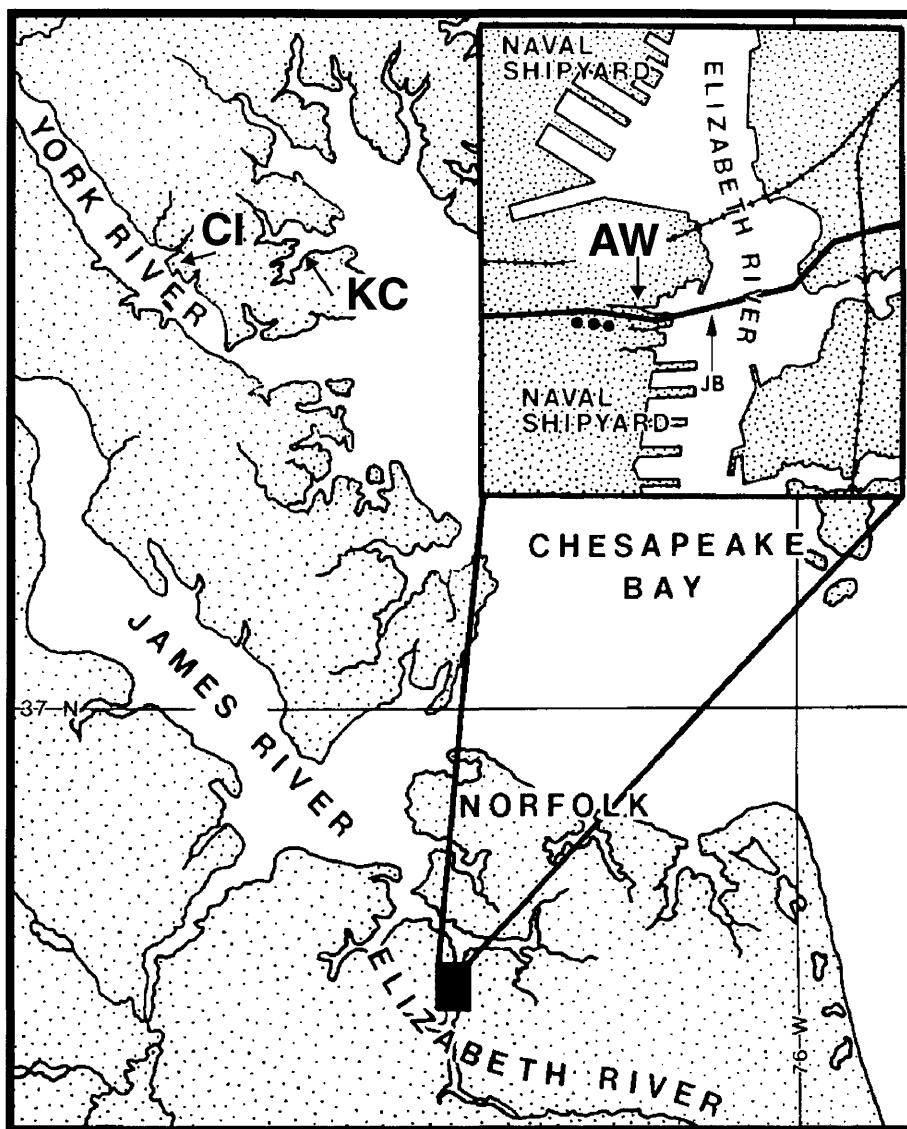 NAVAL
SHIPYARD
ELIZABETH RIVER
AW
JB
NAVAL
SHIPYARD
YORK RIVER
CI
KC
CHESAPEAKE
BAY
JAMES RIVER
37 N
NORFOLK
ELIZABETH RIVER
76 W